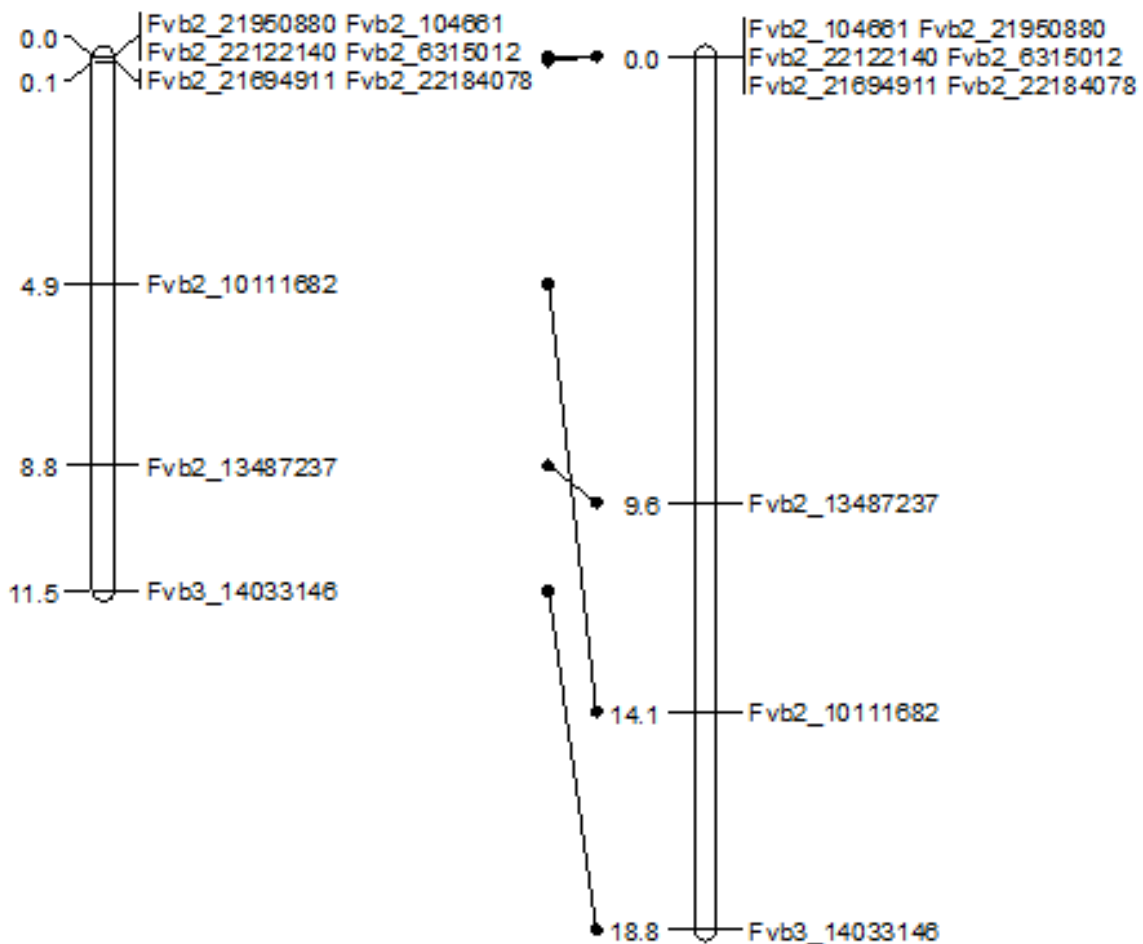 0.0
0.1
Fvb2_21950880 Fvb2_104661
Fvb2_22122140 Fvb2_6315012
Fvb2_21694911 Fvb2_22184078
4.9 Fvb2_10111682
8.8 Fvb2_13487237
11.5 Fvb3_14033146
0.0
Fvb2_104661 Fvb2_21950880
Fvb2_22122140 Fvb2_6315012
Fvb2_21694911 Fvb2_22184078
9.6 Fvb2_13487237
14.1 Fvb2_10111682
18.8 Fvb3_14033146